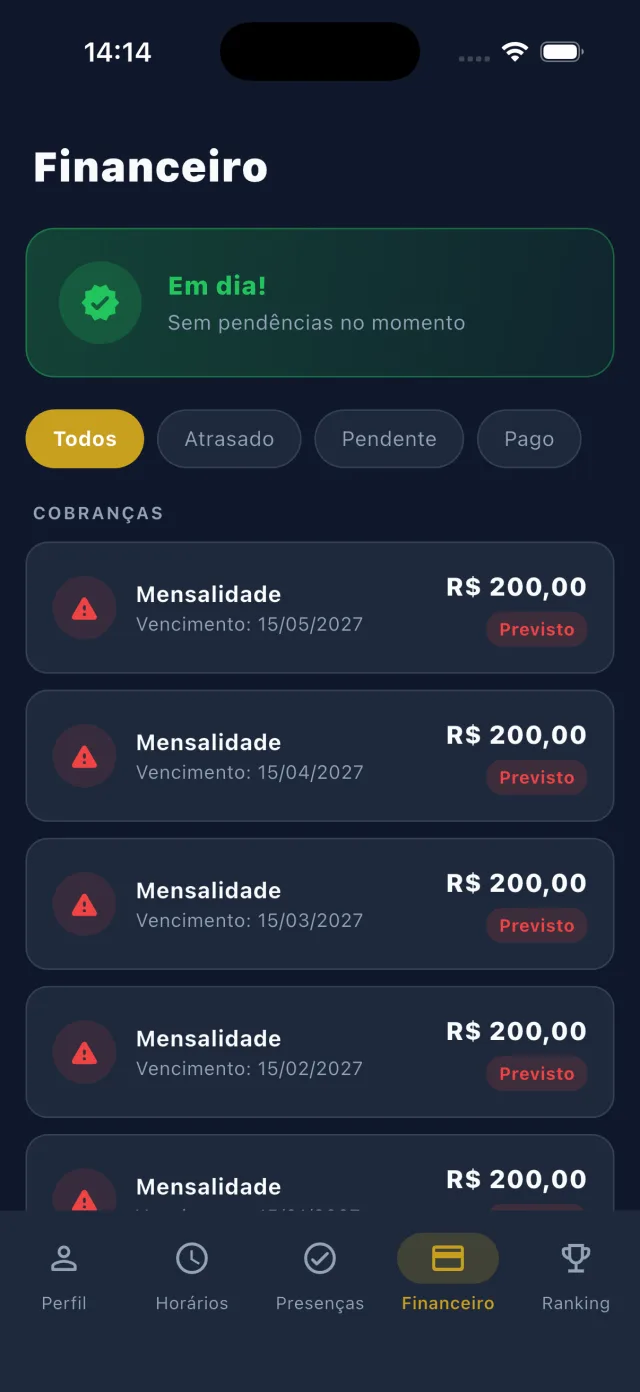 14:14
Financeiro
Em dia!
Sem pendências no momento
Todos
Atrasado
Pendente
Pago
COBRANÇAS
Mensalidade
R$ 200,00
Vencimento: 15/05/2027
Previsto
Mensalidade
R$ 200,00
Vencimento: 15/04/2027
Previsto
Mensalidade
R$ 200,00
Vencimento: 15/03/2027
Previsto
Mensalidade
R$ 200,00
Vencimento: 15/02/2027
Previsto
Mensalidade
R$ 200,00
Perfil
Horários
Presenças
Financeiro
Ranking